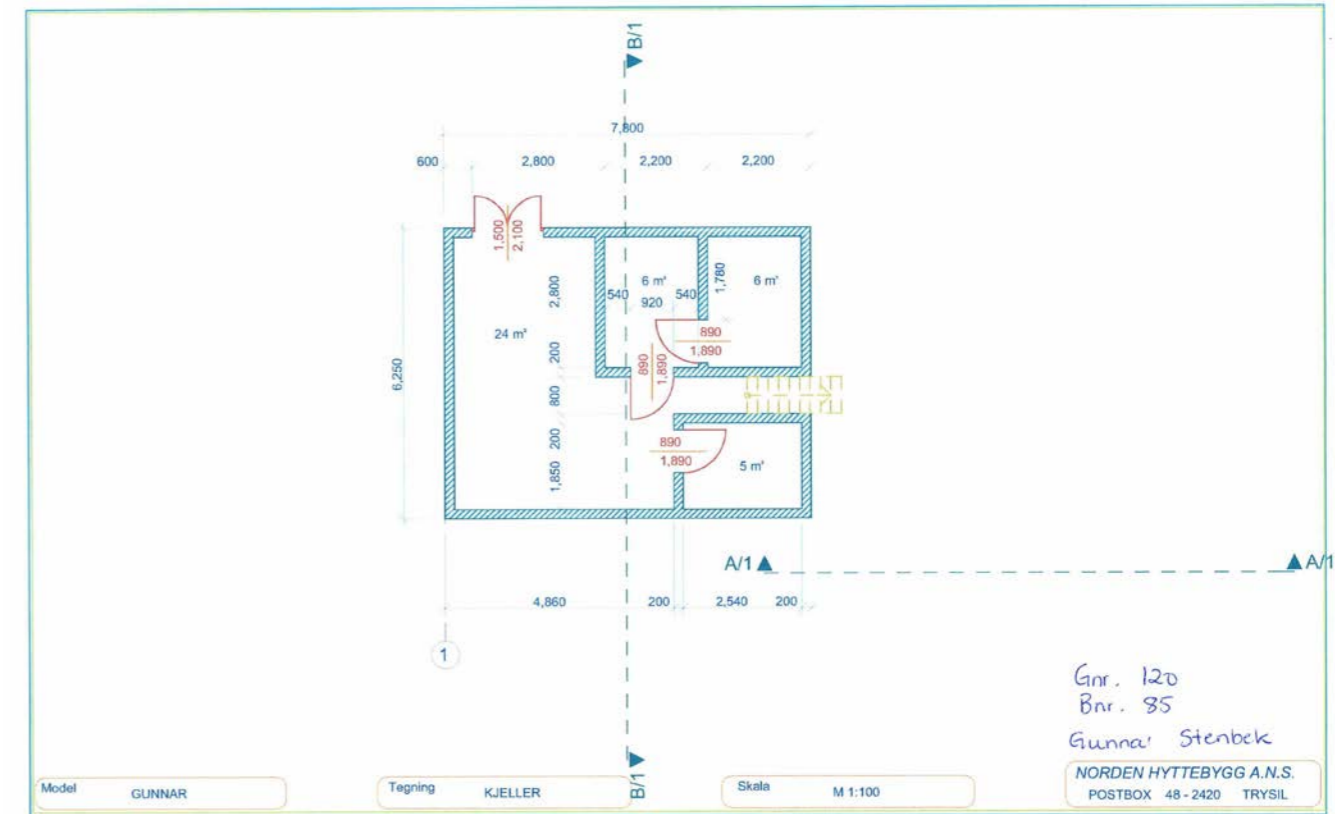 B/1
7,800
600 2,800 2,200 2,200
1,500
2,100
6 m² 6 m²
540 920 540
1,780
2,800
24 m²
890
1,890
890
1,890
200
6,250
800
200
890
1,890
5 m²
1,850
A/1 A/1
4,860 200 2,540 200
1
Gnr. 120
Bnr. 85
Gunnar Stenbek
B/1
Model GUNNAR
Tegning KJELLER
Skala M 1:100
NORDEN HYTTEBYGG A.N.S.
POSTBOX 48 - 2420 TRYSIL